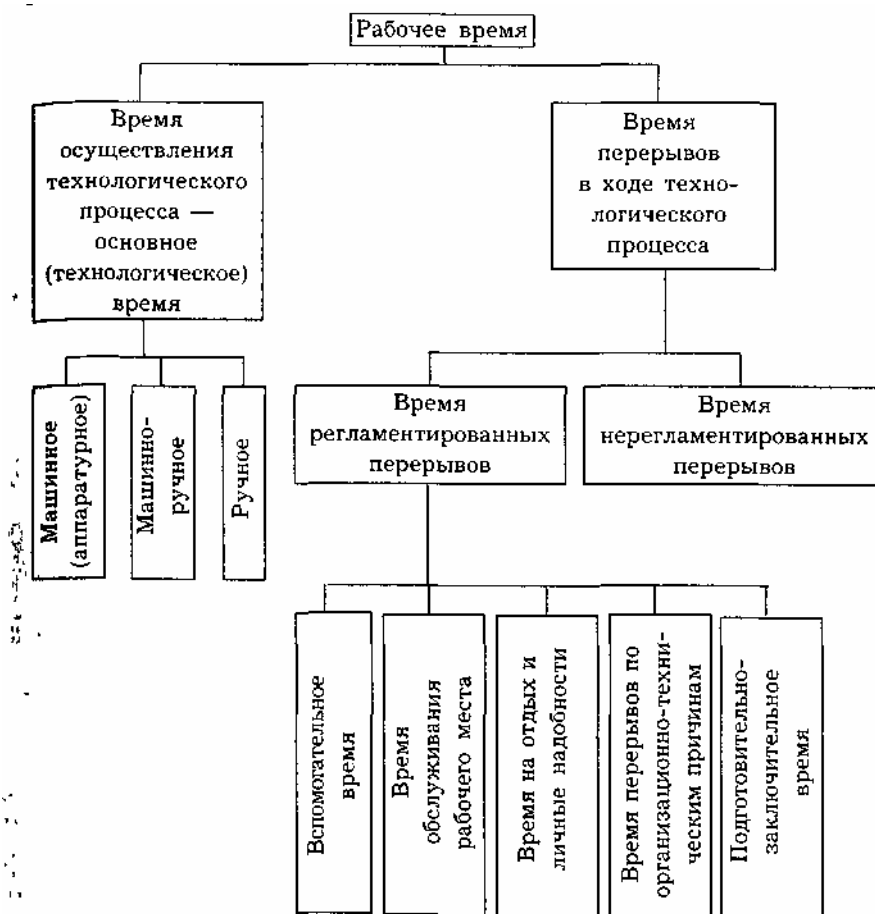 Рабочее время
Время
осуществления
технологического
процесса —
основное
(технологическое)
время
Время
перерывов
в ходе техно-
логического
процесса
Машинное
(аппаратурное)
Машинно-
ручное
Ручное
Время
регламентированных
перерывов
Время
нерегламентированных
перерывов
Вспомогательное
время
Время
обслуживания
рабочего места
Время на отдых и
личные надобности
Время перерывов по
организационно-техни-
ческим причинам
Подготовительно-
заключительное
время